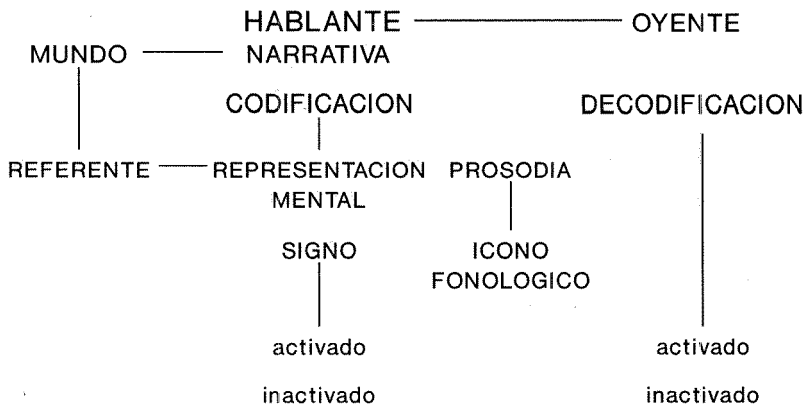 HABLANTE OYENTE
MUNDO NARRATIVA
CODIFICACION DECODIFICACION
REFERENTE REPRESENTACION PROSODIA
MENTAL
SIGNO ICONO
FONOLOGICO
activado activado
inactivado inactivado